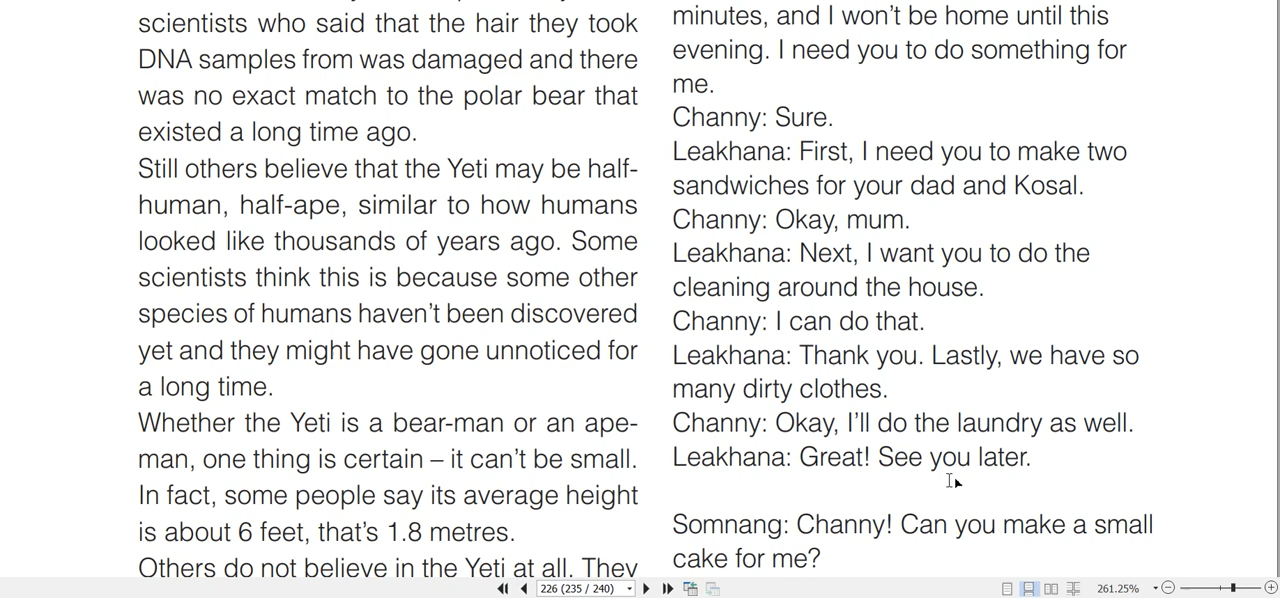 scientists who said that the hair they took
DNA samples from was damaged and there
was no exact match to the polar bear that
existed a long time ago.
Still others believe that the Yeti may be half-
human, half-ape, similar to how humans
looked like thousands of years ago. Some
scientists think this is because some other
species of humans haven't been discovered
yet and they might have gone unnoticed for
a long time.
Whether the Yeti is a bear-man or an ape-
man, one thing is certain – it can't be small.
In fact, some people say its average height
is about 6 feet, that's 1.8 metres.
Others do not believe in the Yeti at all. They
minutes, and I won't be home until this
evening. I need you to do something for
me.
Channy: Sure.
Leakhana: First, I need you to make two
sandwiches for your dad and Kosal.
Channy: Okay, mum.
Leakhana: Next, I want you to do the
cleaning around the house.
Channy: I can do that.
Leakhana: Thank you. Lastly, we have so
many dirty clothes.
Channy: Okay, I'll do the laundry as well.
Leakhana: Great! See you later.
Somnang: Channy! Can you make a small
cake for me?
226 (235 / 240)
261.25%